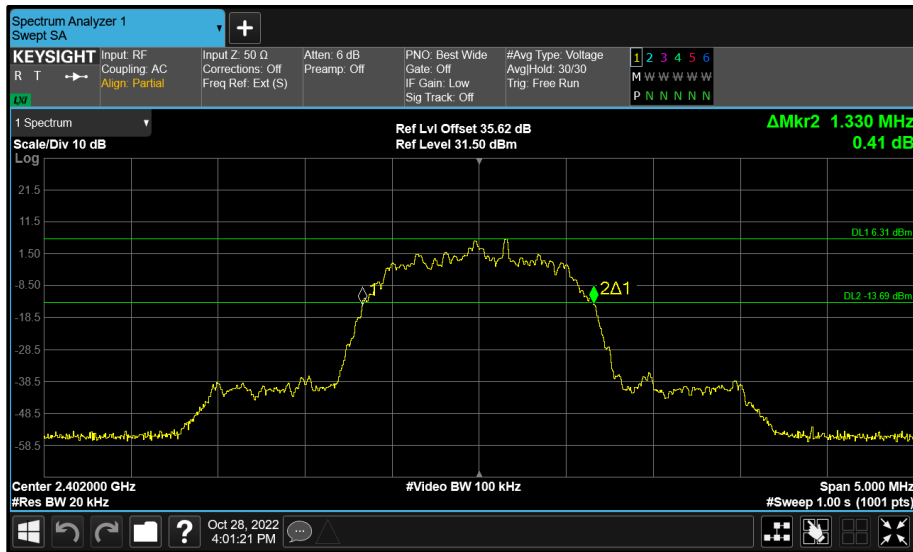 Spectrum Analyzer 1
Swept SA
KEYSIGHT
R T
LXI
Input: RF
Coupling: AC
Align: Partial
Input Z: 50 Ω
Corrections: Off
Freq Ref: Ext (S)
Atten: 6 dB
Preamp: Off
PNO: Best Wide
Gate: Off
IF Gain: Low
Sig Track: Off
#Avg Type: Voltage
Avg|Hold: 30/30
Trig: Free Run
1 2 3 4 5 6
M W W W W W
P N N N N N
1 Spectrum
Scale/Div 10 dB
Ref Lvl Offset 35.62 dB
Ref Level 31.50 dBm
ΔMkr2 1.330 MHz
0.41 dB
Log
21.5
11.5
DL1 6.31 dBm
1.50
-8.50
1
2Δ1
DL2 -13.69 dBm
-18.5
-28.5
-38.5
-48.5
-58.5
Center 2.402000 GHz
#Video BW 100 kHz
Span 5.000 MHz
#Res BW 20 kHz
#Sweep 1.00 s (1001 pts)
?
Oct 28, 2022
4:01:21 PM